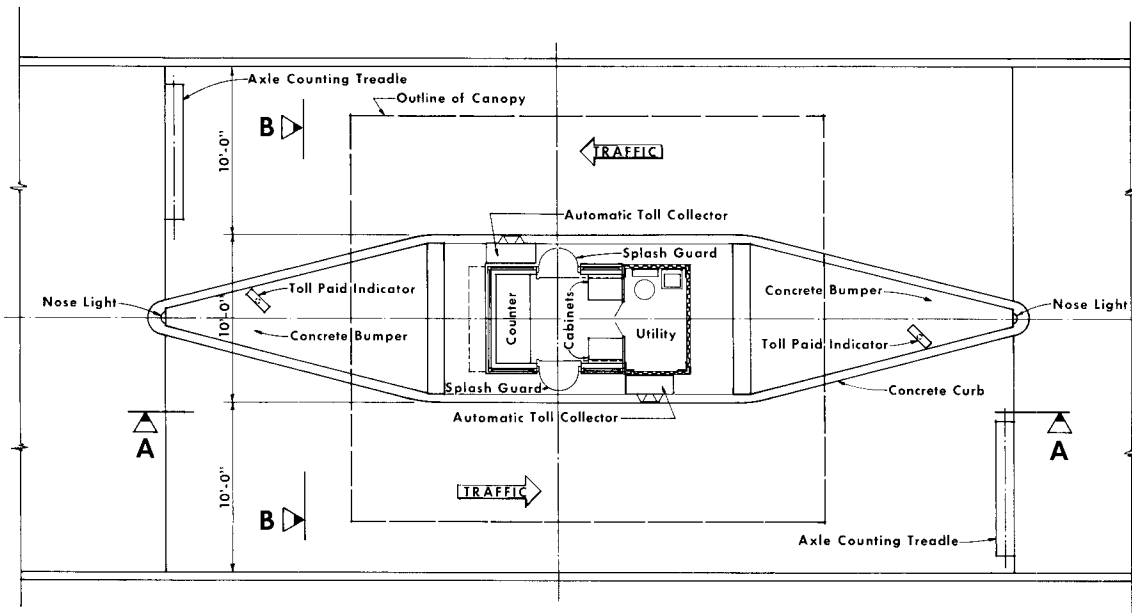 Axle Counting Treadle
Outline of Canopy
B
10'-0"
TRAFFIC
Automatic Toll Collector
Splash Guard
Toll Paid Indicator
Concrete Bumper
Nose Light
Nose Light
10'-0"
Counter
Cabinets
Utility
Concrete Bumper
Toll Paid Indicator
Splash Guard
Concrete Curb
Automatic Toll Collector
A
A
10'-0"
TRAFFIC
B
Axle Counting Treadle